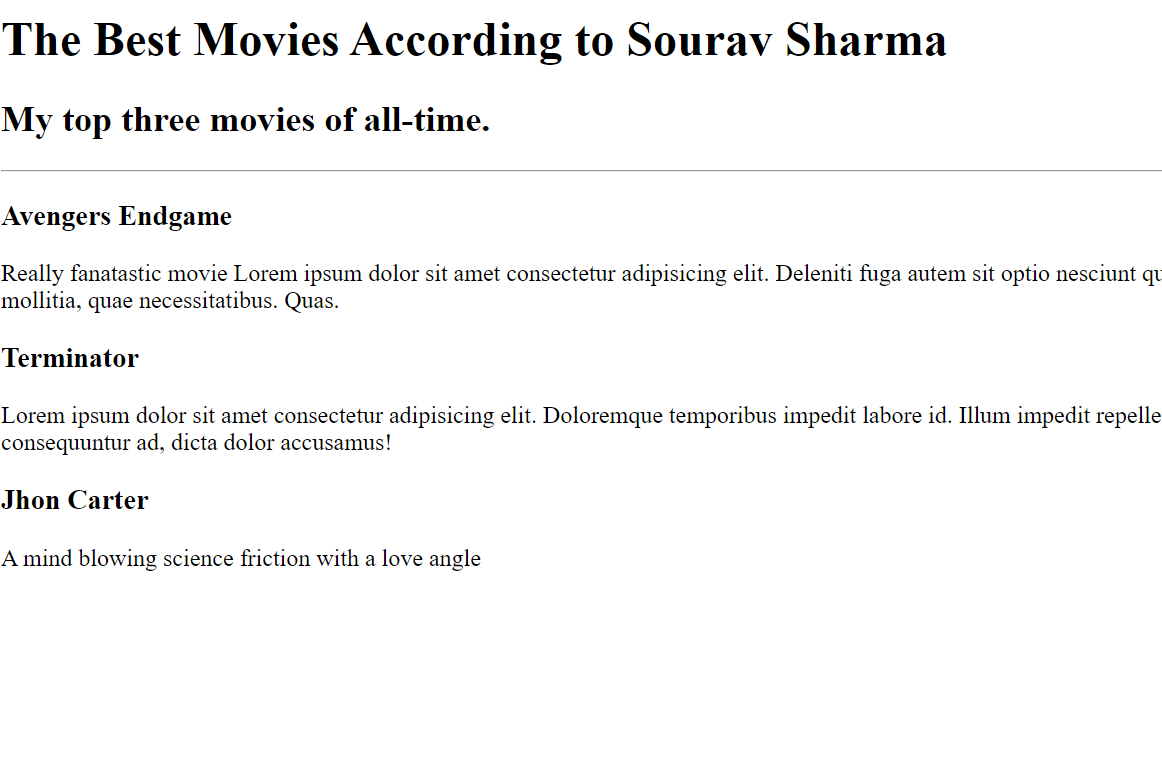 The Best Movies According to Sourav Sharma
My top three movies of all-time.
Avengers Endgame
Really fanatastic movie Lorem ipsum dolor sit amet consectetur adipisicing elit. Deleniti fuga autem sit optio nesciunt
mollitia, quae necessitatibus. Quas.
Terminator
Lorem ipsum dolor sit amet consectetur adipisicing elit. Doloremque temporibus impedit labore id. Illum impedit repelle
consequuntur ad, dicta dolor accusamus!
Jhon Carter
A mind blowing science friction with a love angle